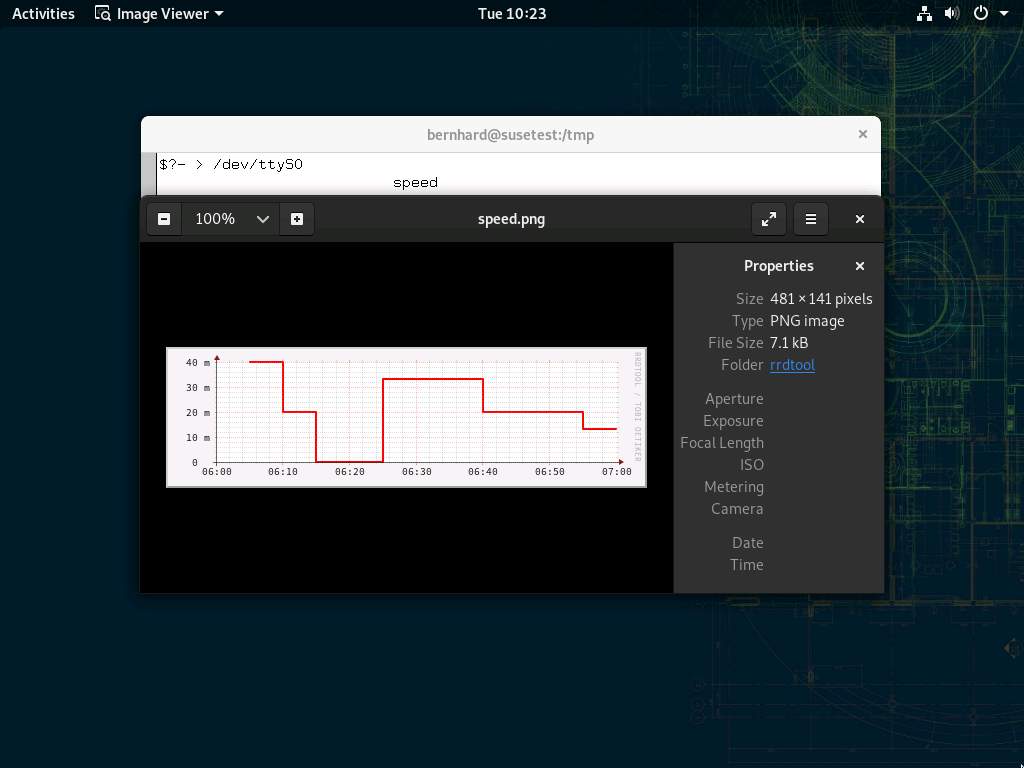 Activities Image Viewer Tue 10:23
bernhard@susetest:/tmp
$?- > /dev/ttyS0
speed
100% speed.png
Properties
Size 481 × 141 pixels
Type PNG image
File Size 7.1 kB
Folder rrdtool
Aperture
Exposure
Focal Length
ISO
Metering
Camera
Date
Time
40 m
30 m
20 m
10 m
0
06:00 06:10 06:20 06:30 06:40 06:50 07:00
RRDTOOL / TOBI OETIKER